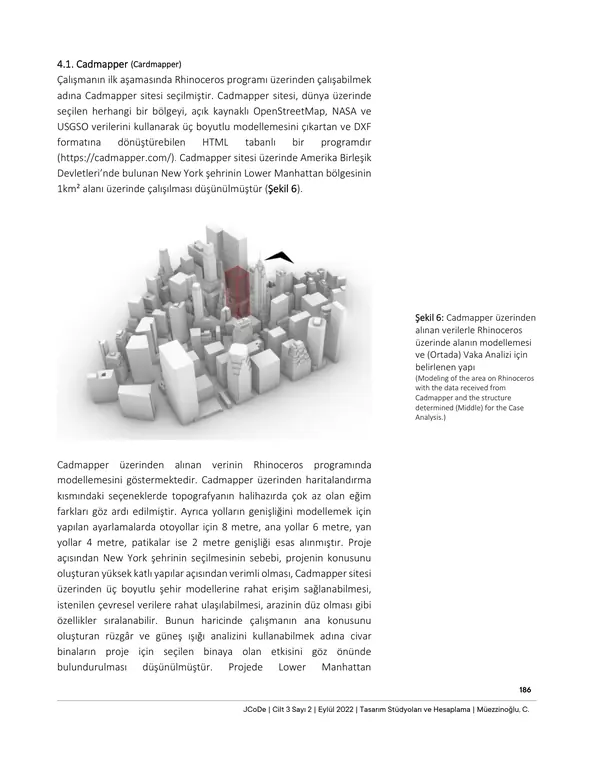 4.1. Cadmapper (Cardmapper)
Çalışmanın ilk aşamasında Rhinoceros programı üzerinden çalışabilmek
adına Cadmapper sitesi seçilmiştir. Cadmapper sitesi, dünya üzerinde
seçilen herhangi bir bölgeyi, açık kaynaklı OpenStreetMap, NASA ve
USGSO verilerini kullanarak üç boyutlu modellemesini çıkartan ve DXF
formatına dönüştürebilen HTML tabanlı bir programdır
(https://cadmapper.com/). Cadmapper sitesi üzerinde Amerika Birleşik
Devletleri’nde bulunan New York şehrinin Lower Manhattan bölgesinin
1km² alanı üzerinde çalışılması düşünülmüştür (Şekil 6).
Şekil 6: Cadmapper üzerinden
alınan verilerle Rhinoceros
üzerinde alanın modellemesi
ve (Ortada) Vaka Analizi için
belirlenen yapı
(Modeling of the area on Rhinoceros
with the data received from
Cadmapper and the structure
determined (Middle) for the Case
Analysis.)
Cadmapper üzerinden alınan verinin Rhinoceros programında
modellemesini göstermektedir. Cadmapper üzerinden haritalandırma
kısmındaki seçeneklerde topografyanın halihazırda çok az olan eğim
farkları göz ardı edilmiştir. Ayrıca yolların genişliğini modellemek için
yapılan ayarlamalarda otoyollar için 8 metre, ana yollar 6 metre, yan
yollar 4 metre, patikalar ise 2 metre genişliği esas alınmıştır. Proje
açısından New York şehrinin seçilmesinin sebebi, projenin konusunu
oluşturan yüksek katlı yapılar açısından verimli olması, Cadmapper sitesi
üzerinden üç boyutlu şehir modellerine rahat erişim sağlanabilmesi,
istenilen çevresel verilere rahat ulaşılabilmesi, arazinin düz olması gibi
özellikler sıralanabilir. Bunun haricinde çalışmanın ana konusunu
oluşturan rüzgâr ve güneş ışığı analizini kullanabilmek adına civar
binaların proje için seçilen binaya olan etkisini göz önünde
bulundurulması düşünülmüştür. Projede Lower Manhattan
186
JCoDe | Cilt 3 Sayı 2 | Eylül 2022 | Tasarım Stüdyoları ve Hesaplama | Müezzinoğlu, C.